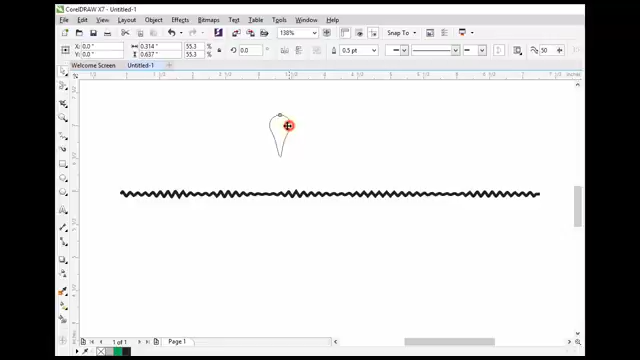 CorelDRAW X7 - Untitled-1
File Edit View Layout Object Effects Bitmaps Text Table Tools Window Help
138% Snap To
X: 0.0 " 0.314 " 55.3 %
Y: 0.0 " 0.637 " 55.3 %
0.0 ° 0.5 pt 50
Welcome Screen Untitled-1
inches
1 of 1 Page 1